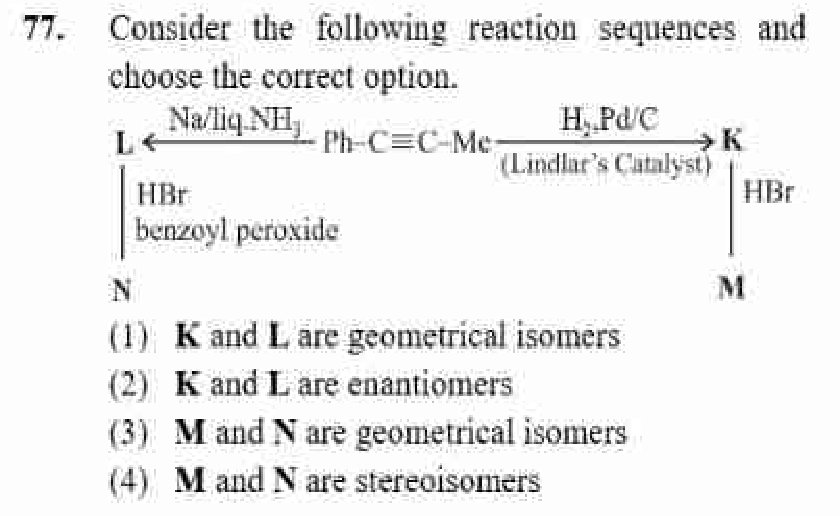 77. Consider the following reaction sequences and
choose the correct option.
L Na/liq.NH₃ Ph–C≡C–Me H₂.Pd/C (Lindlar's Catalyst) K
HBr HBr
benzoyl peroxide
N M
(1) K and L are geometrical isomers
(2) K and L are enantiomers
(3) M and N are geometrical isomers
(4) M and N are stereoisomers